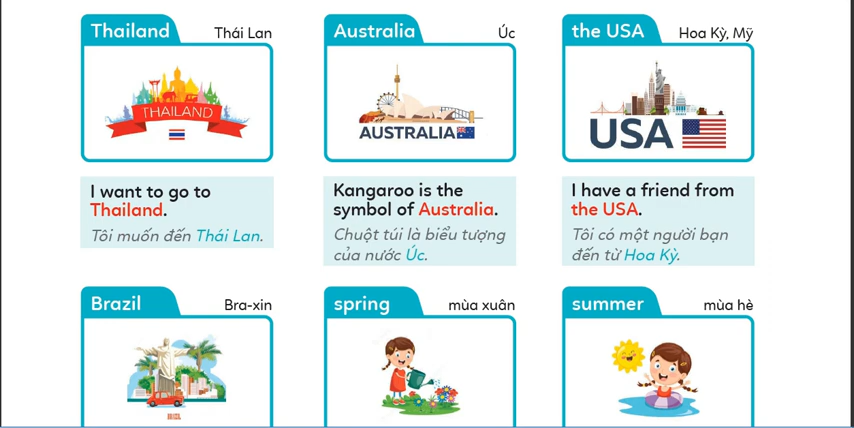 Thailand
Thái Lan
THAILAND
I want to go to
Thailand.
Tôi muốn đến Thái Lan.
Australia
Úc
AUSTRALIA
Kangaroo is the
symbol of Australia.
Chuột túi là biểu tượng
của nước Úc.
the USA
Hoa Kỳ, Mỹ
USA
I have a friend from
the USA.
Tôi có một người bạn
đến từ Hoa Kỳ.
Brazil
Bra-xin
spring
mùa xuân
summer
mùa hè